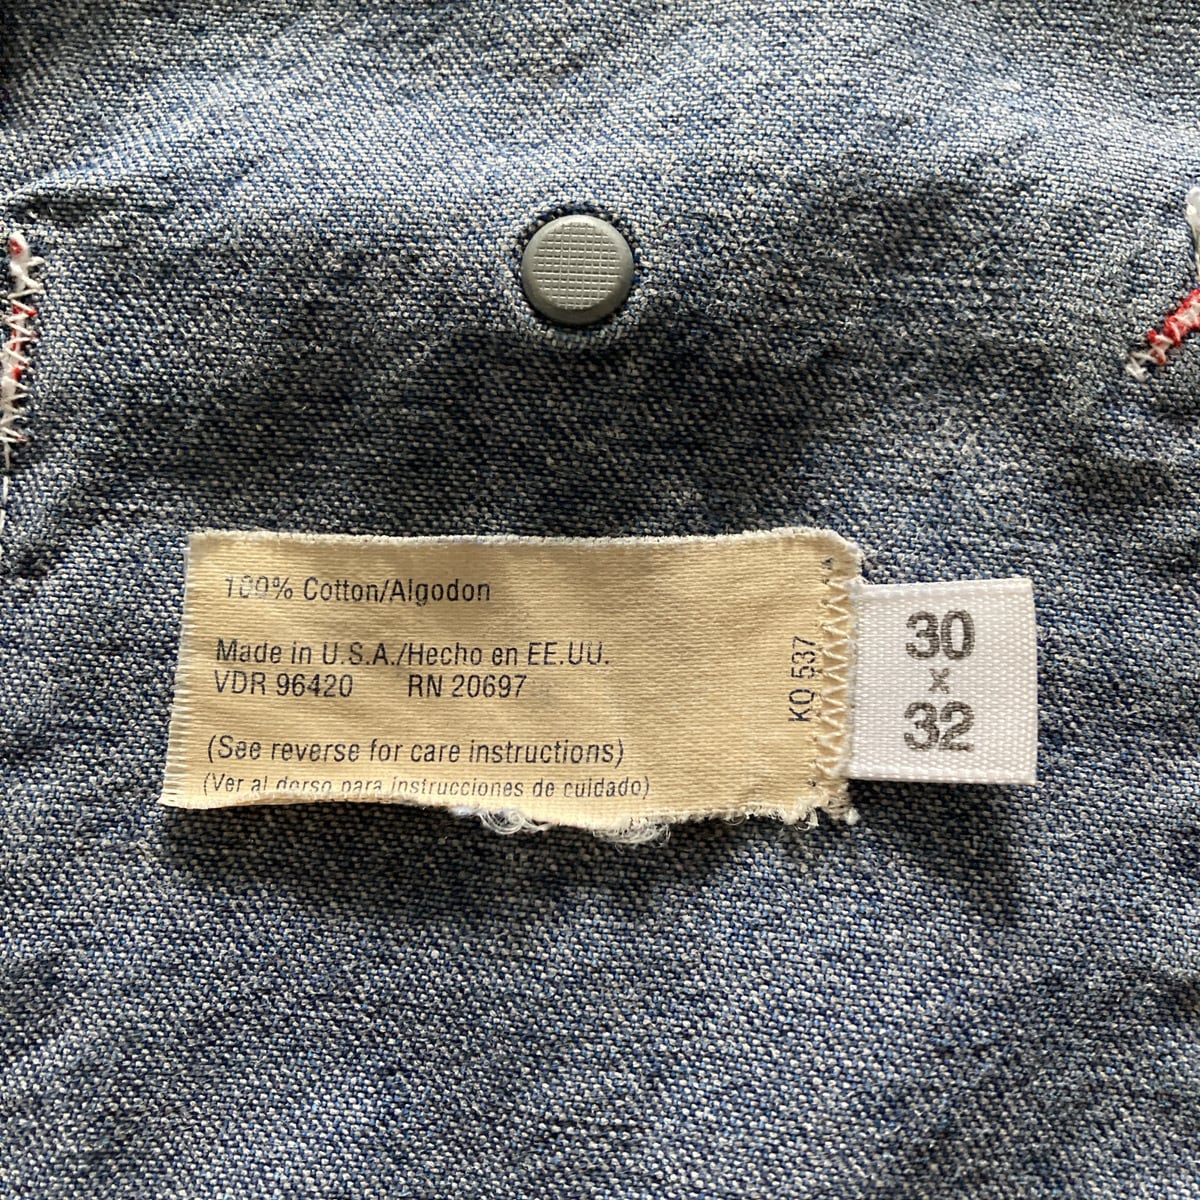 100% Cotton/Algodon
Made in U.S.A./Hecho en EE.UU.
VDR 96420 RN 20697
(See reverse for care instructions)
(Ver al dorso para instrucciones de cuidado)
KO 537
30
x
32